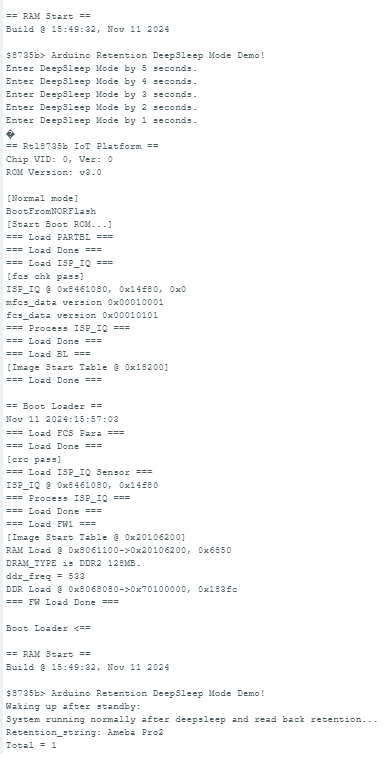 == RAM Start ==
Build @ 15:49:32, Nov 11 2024
$8735b> Arduino Retention DeepSleep Mode Demo!
Enter DeepSleep Mode by 5 seconds.
Enter DeepSleep Mode by 4 seconds.
Enter DeepSleep Mode by 3 seconds.
Enter DeepSleep Mode by 2 seconds.
Enter DeepSleep Mode by 1 seconds.
�
== Rtl8735b IoT Platform ==
Chip VID: 0, Ver: 0
ROM Version: v3.0
[Normal mode]
BootFromNORFlash
[Start Boot ROM...]
=== Load PARTBL ===
=== Load Done ===
=== Load ISP_IQ ===
[fcs chk pass]
ISP_IQ @ 0x8461080, 0x14f80, 0x0
mfcs_data version 0x00010001
fcs_data version 0x00010101
=== Process ISP_IQ ===
=== Load Done ===
=== Load BL ===
[Image Start Table @ 0x18200]
=== Load Done ===
== Boot Loader ==
Nov 11 2024:15:57:03
=== Load FCS Para ===
=== Load Done ===
[crc pass]
=== Load ISP_IQ Sensor ===
ISP_IQ @ 0x8461080, 0x14f80
=== Process ISP_IQ ===
=== Load Done ===
=== Load FW1 ===
[Image Start Table @ 0x20106200]
RAM Load @ 0x8061100->0x20106200, 0x6850
DRAM_TYPE is DDR2 128MB.
ddr_freq = 533
DDR Load @ 0x8068080->0x70100000, 0x183fc
=== FW Load Done ===
Boot Loader <==
== RAM Start ==
Build @ 15:49:32, Nov 11 2024
$8735b> Arduino Retention DeepSleep Mode Demo!
Waking up after standby:
System running normally after deepsleep and read back retention...
Retention_string: Ameba Pro2
Total = 1